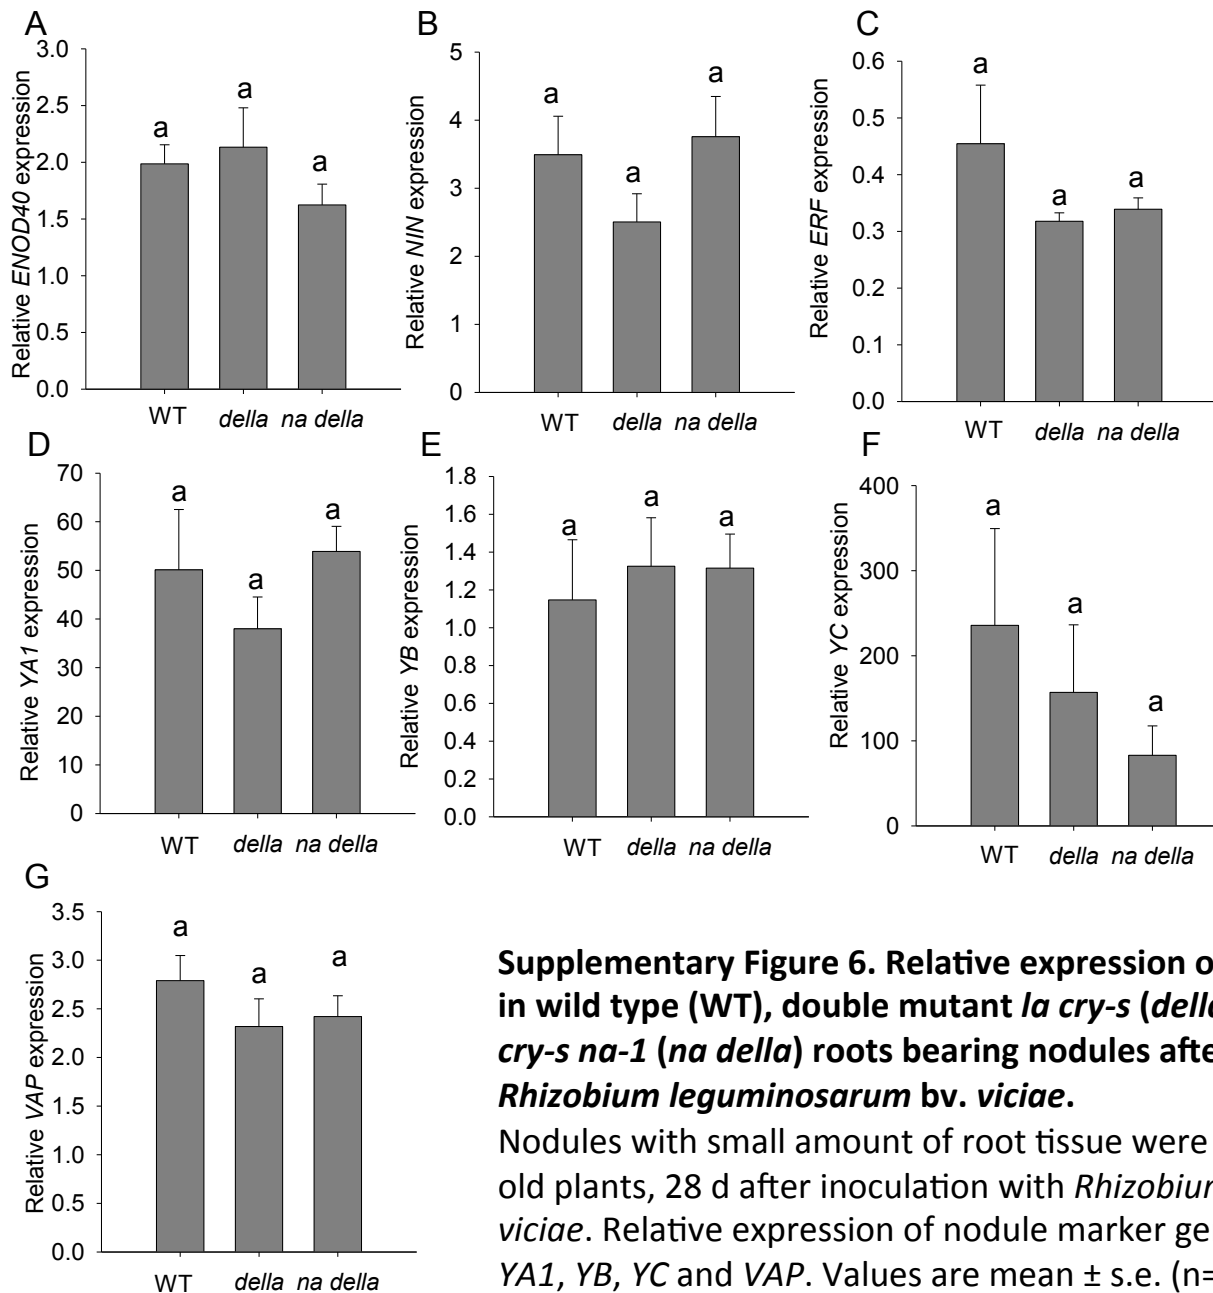 A
3.0
2.5
2.0
1.5
1.0
0.5
0.0
Relative ENOD40 expression
a
a
a
WT
della
na della
B
5
4
3
2
1
0
Relative NIN expression
a
a
a
WT
della
na della
C
0.6
0.5
0.4
0.3
0.2
0.1
0.0
Relative ERF expression
a
a
a
WT
della
na della
D
70
60
50
40
30
20
10
0
Relative YA1 expression
a
a
a
WT
della
na della
E
1.8
1.6
1.4
1.2
1.0
0.8
0.6
0.4
0.2
0.0
Relative YB expression
a
a
a
WT
della
na della
F
400
300
200
100
0
Relative YC expression
a
a
a
WT
della
na della
G
3.5
3.0
2.5
2.0
1.5
1.0
0.5
0.0
Relative VAP expression
a
a
a
WT
della
na della
Supplementary Figure 6. Relative expression o
in wild type (WT), double mutant la cry-s (della
cry-s na-1 (na della) roots bearing nodules afte
Rhizobium leguminosarum bv. viciae.
Nodules with small amount of root tissue were
old plants, 28 d after inoculation with Rhizobium
viciae. Relative expression of nodule marker ge
YA1, YB, YC and VAP. Values are mean ± s.e. (n=